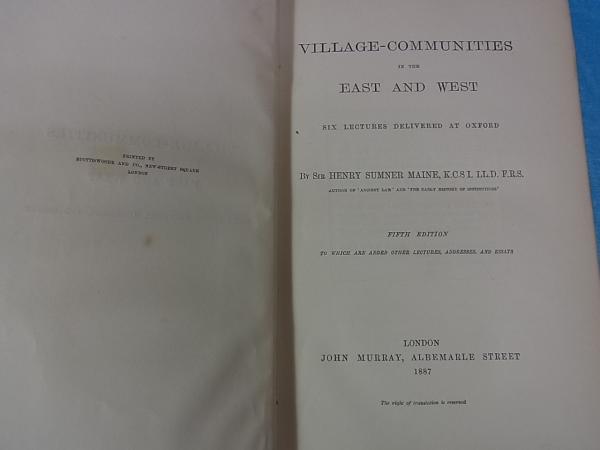 PRINTED BY
SPOTTISWOODE AND CO., NEW-STREET SQUARE
LONDON
VILLAGE-COMMUNITIES
IN THE
EAST AND WEST
SIX LECTURES DELIVERED AT OXFORD
BY SIR HENRY SUMNER MAINE, K.C.S I., LL.D. F.R.S.
AUTHOR OF 'ANCIENT LAW' AND 'THE EARLY HISTORY OF INSTITUTIONS'
FIFTH EDITION
TO WHICH ARE ADDED OTHER LECTURES, ADDRESSES, AND ESSAYS
LONDON
JOHN MURRAY, ALBEMARLE STREET
1887
The right of translation is reserved